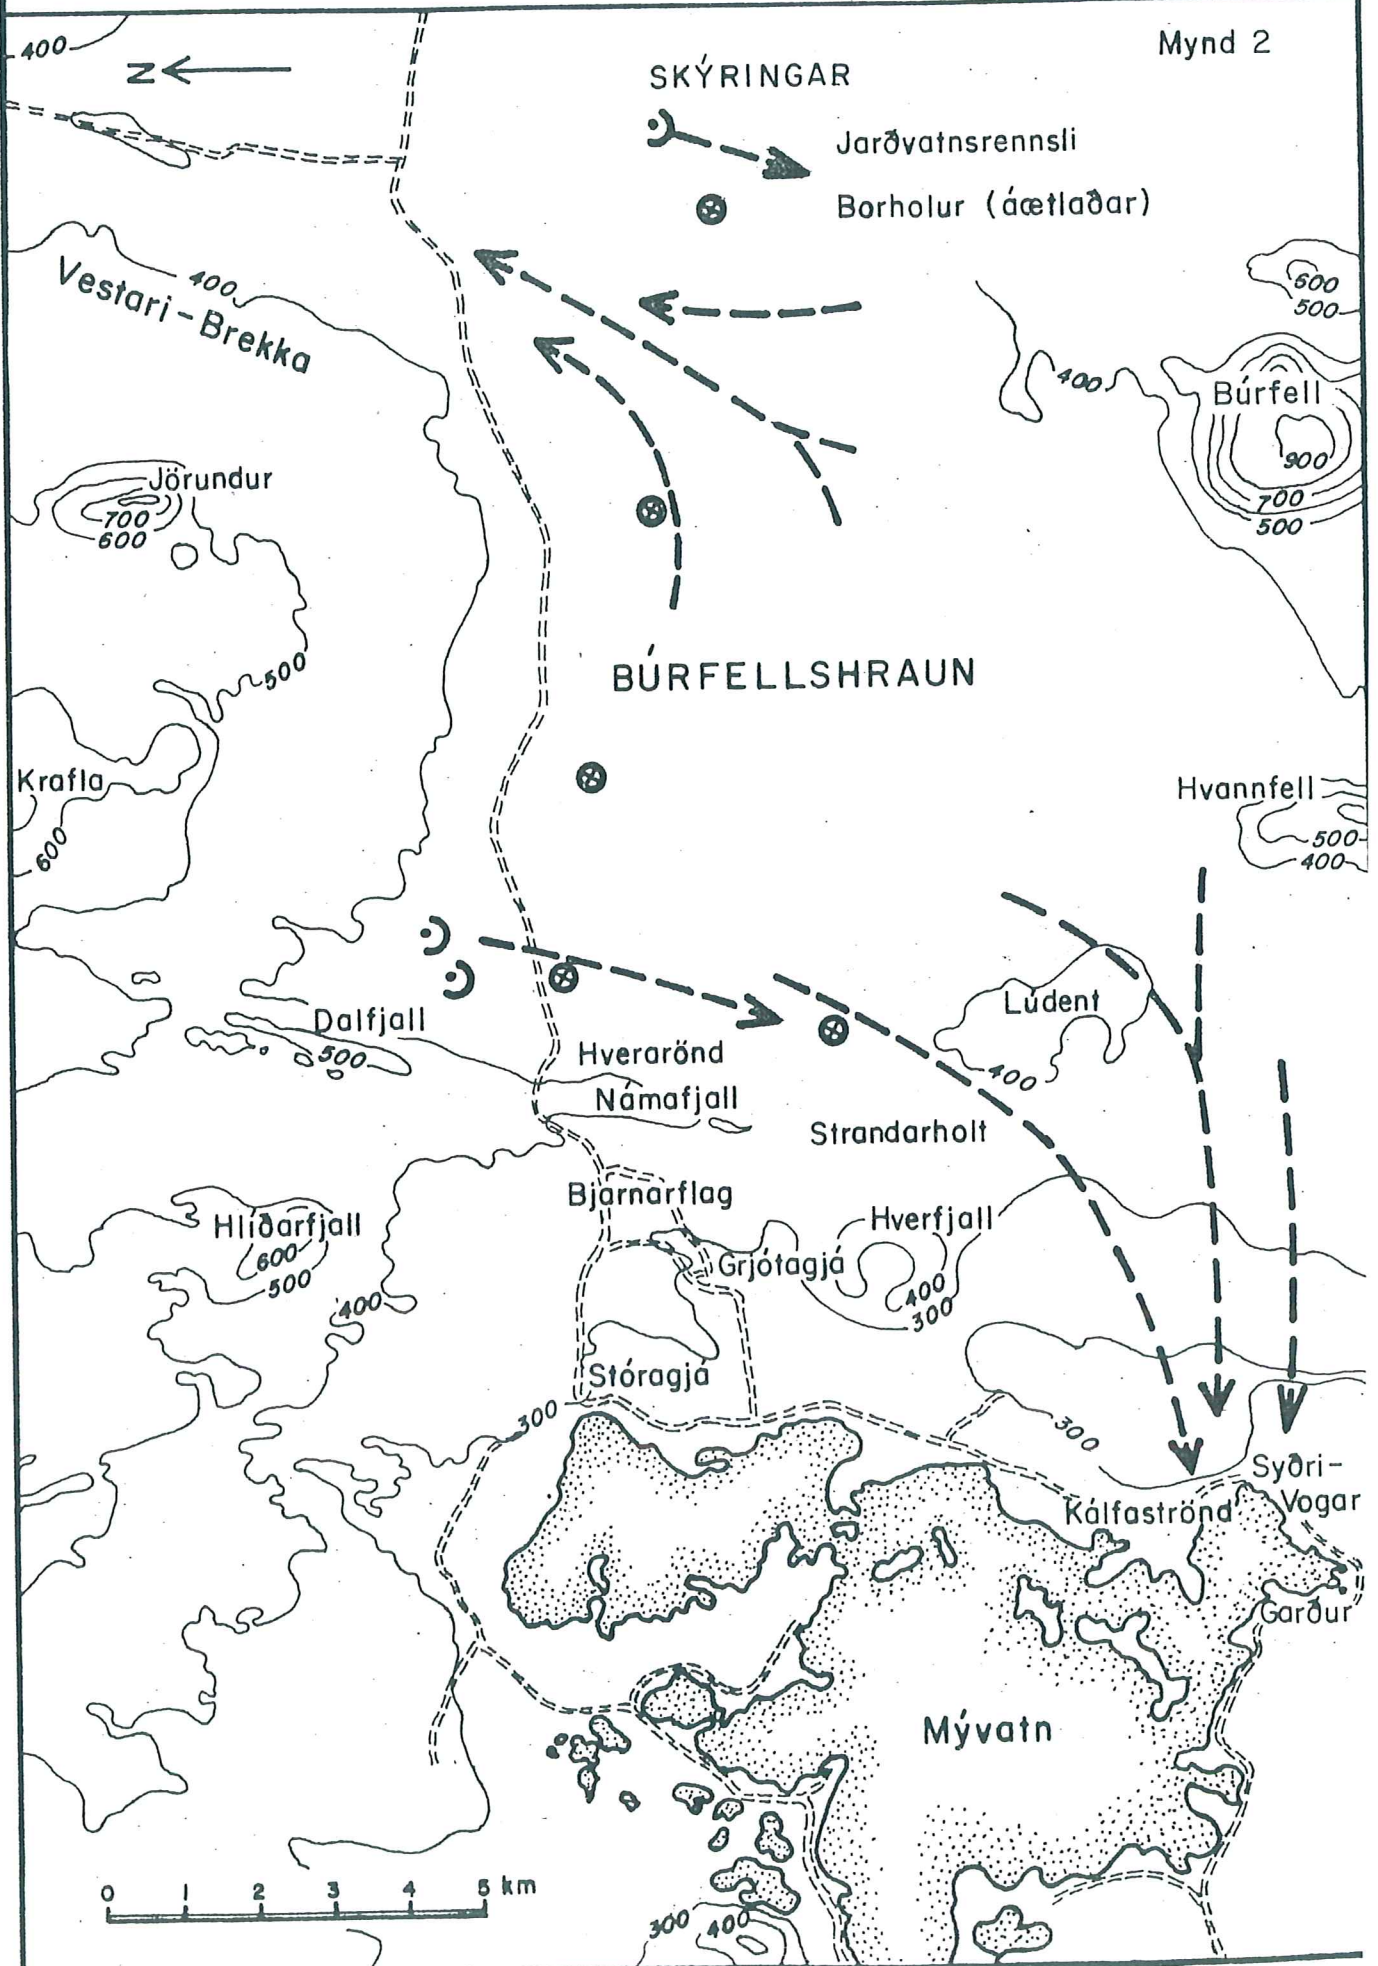 Mynd 2
400
N
SKÝRINGAR
Jarðvatnsrennsli
Borholur (áætlaðar)
Vestari-Brekka
400
600
500
400
Búrfell
900
700
500
Jörundur
700
600
500
BÚRFELLSHRAUN
Krafla
600
Hvannfell
500
400
Lúdent
400
Dalfjall
500
Hverarönd
Námafjall
Strandarholt
Bjarnarflag
Hlíðarfjall
600
500
400
Hverfjall
Grjótagjá
400
300
Stóragjá
300
300
Syðri-
Vogar
Kálfaströnd
Garður
Mývatn
0 1 2 3 4 5 km
300 400